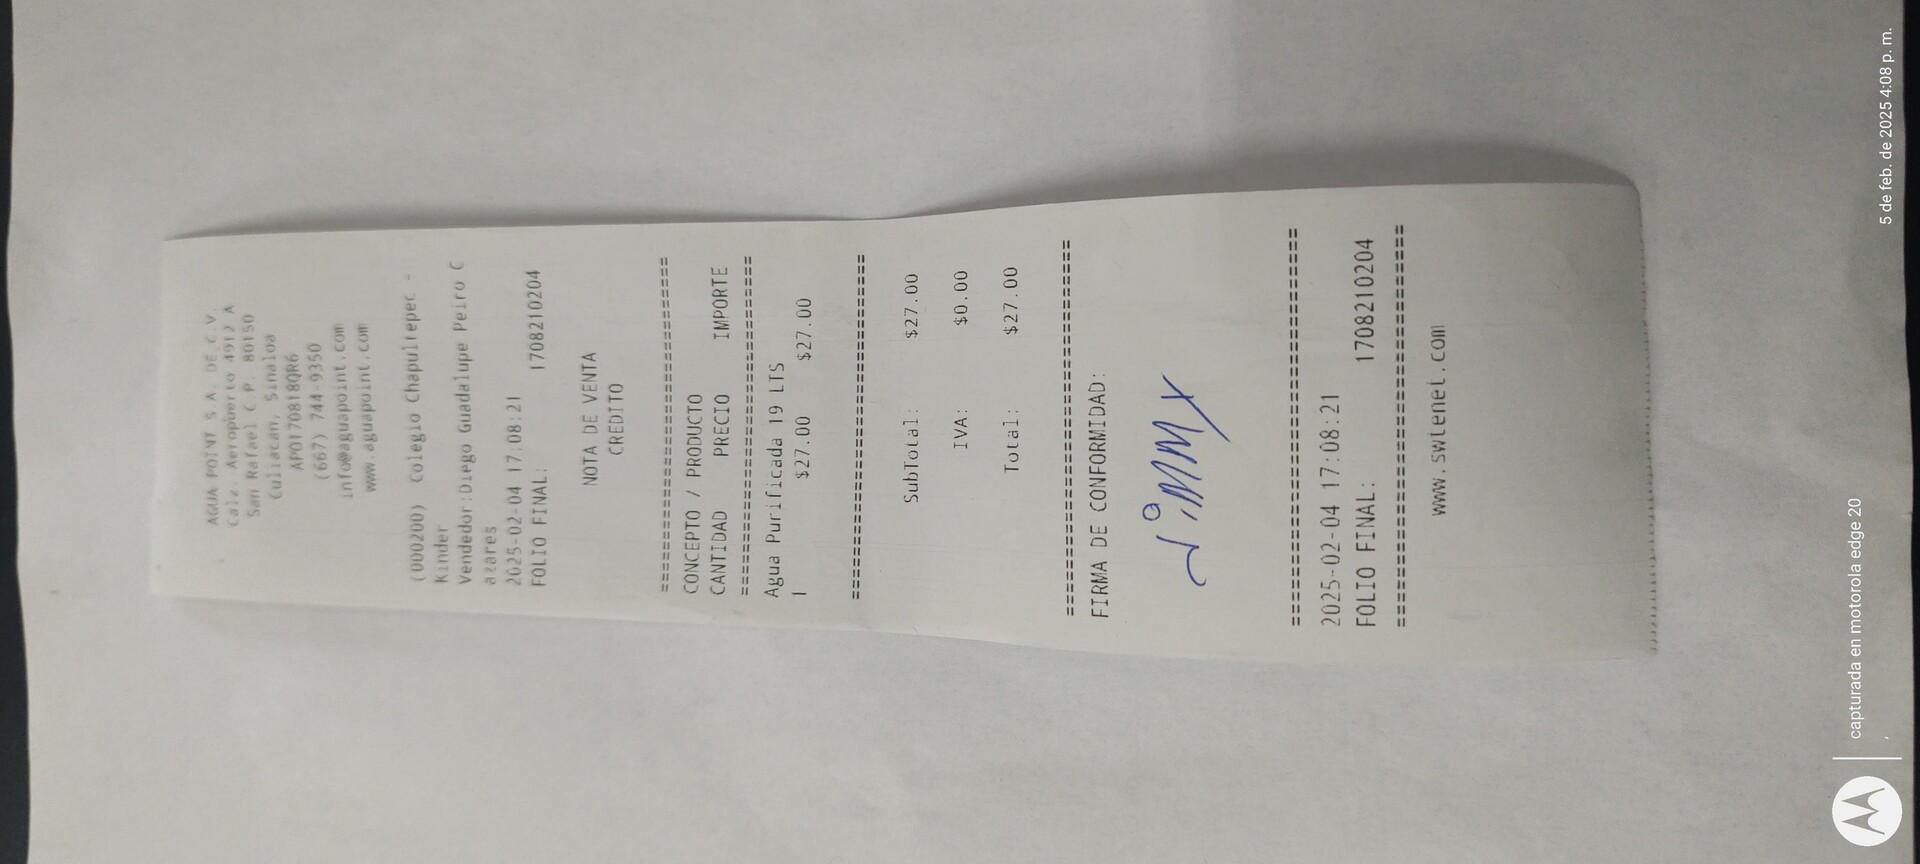 AGUA POINT S.A. DE C.V.
Calz. Aeropuerto 4912 A
San Rafael C.P. 80150
Culiacan, Sinaloa
APO170818QR6
(667) 744-9350
info@aguapoint.com
www.aguapoint.com
(000200) Colegio Chapultepec -
Kinder
Vendedor:Diego Guadalupe Peiro C
azares
2025-02-04 17:08:21
FOLIO FINAL: 1708210204
NOTA DE VENTA
CREDITO
================================
CONCEPTO / PRODUCTO
CANTIDAD PRECIO IMPORTE
================================
Agua Purificada 19 LTS
1 $27.00 $27.00
================================
SubTotal: $27.00
IVA: $0.00
Total: $27.00
================================
FIRMA DE CONFORMIDAD:
================================
2025-02-04 17:08:21
FOLIO FINAL: 1708210204
================================
www.swtenet.com
capturada en motorola edge 20
5 de feb. de 2025 4:08 p. m.